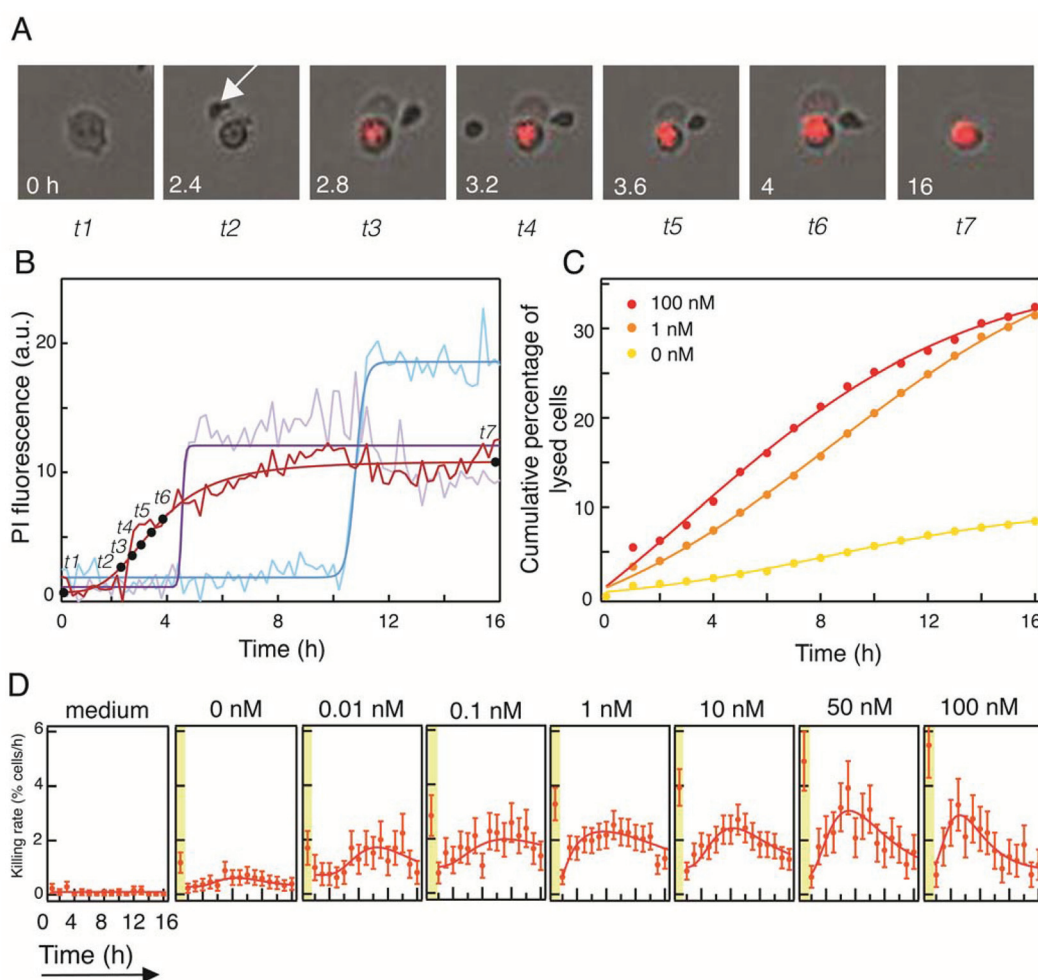 A
0 h 2.4 2.8 3.2 3.6 4 16
t1 t2 t3 t4 t5 t6 t7
B
PI fluorescence (a.u.)
20
10
0
t1 t2 t3 t4 t5 t6 t7
0 4 8 12 16
Time (h)
C
Cumulative percentage of
lysed cells
30
20
10
0
100 nM
1 nM
0 nM
0 4 8 12 16
Time (h)
D
medium 0 nM 0.01 nM 0.1 nM 1 nM 10 nM 50 nM 100 nM
Killing rate (% cells/h)
6
4
2
0
0 4 8 12 16
Time (h)